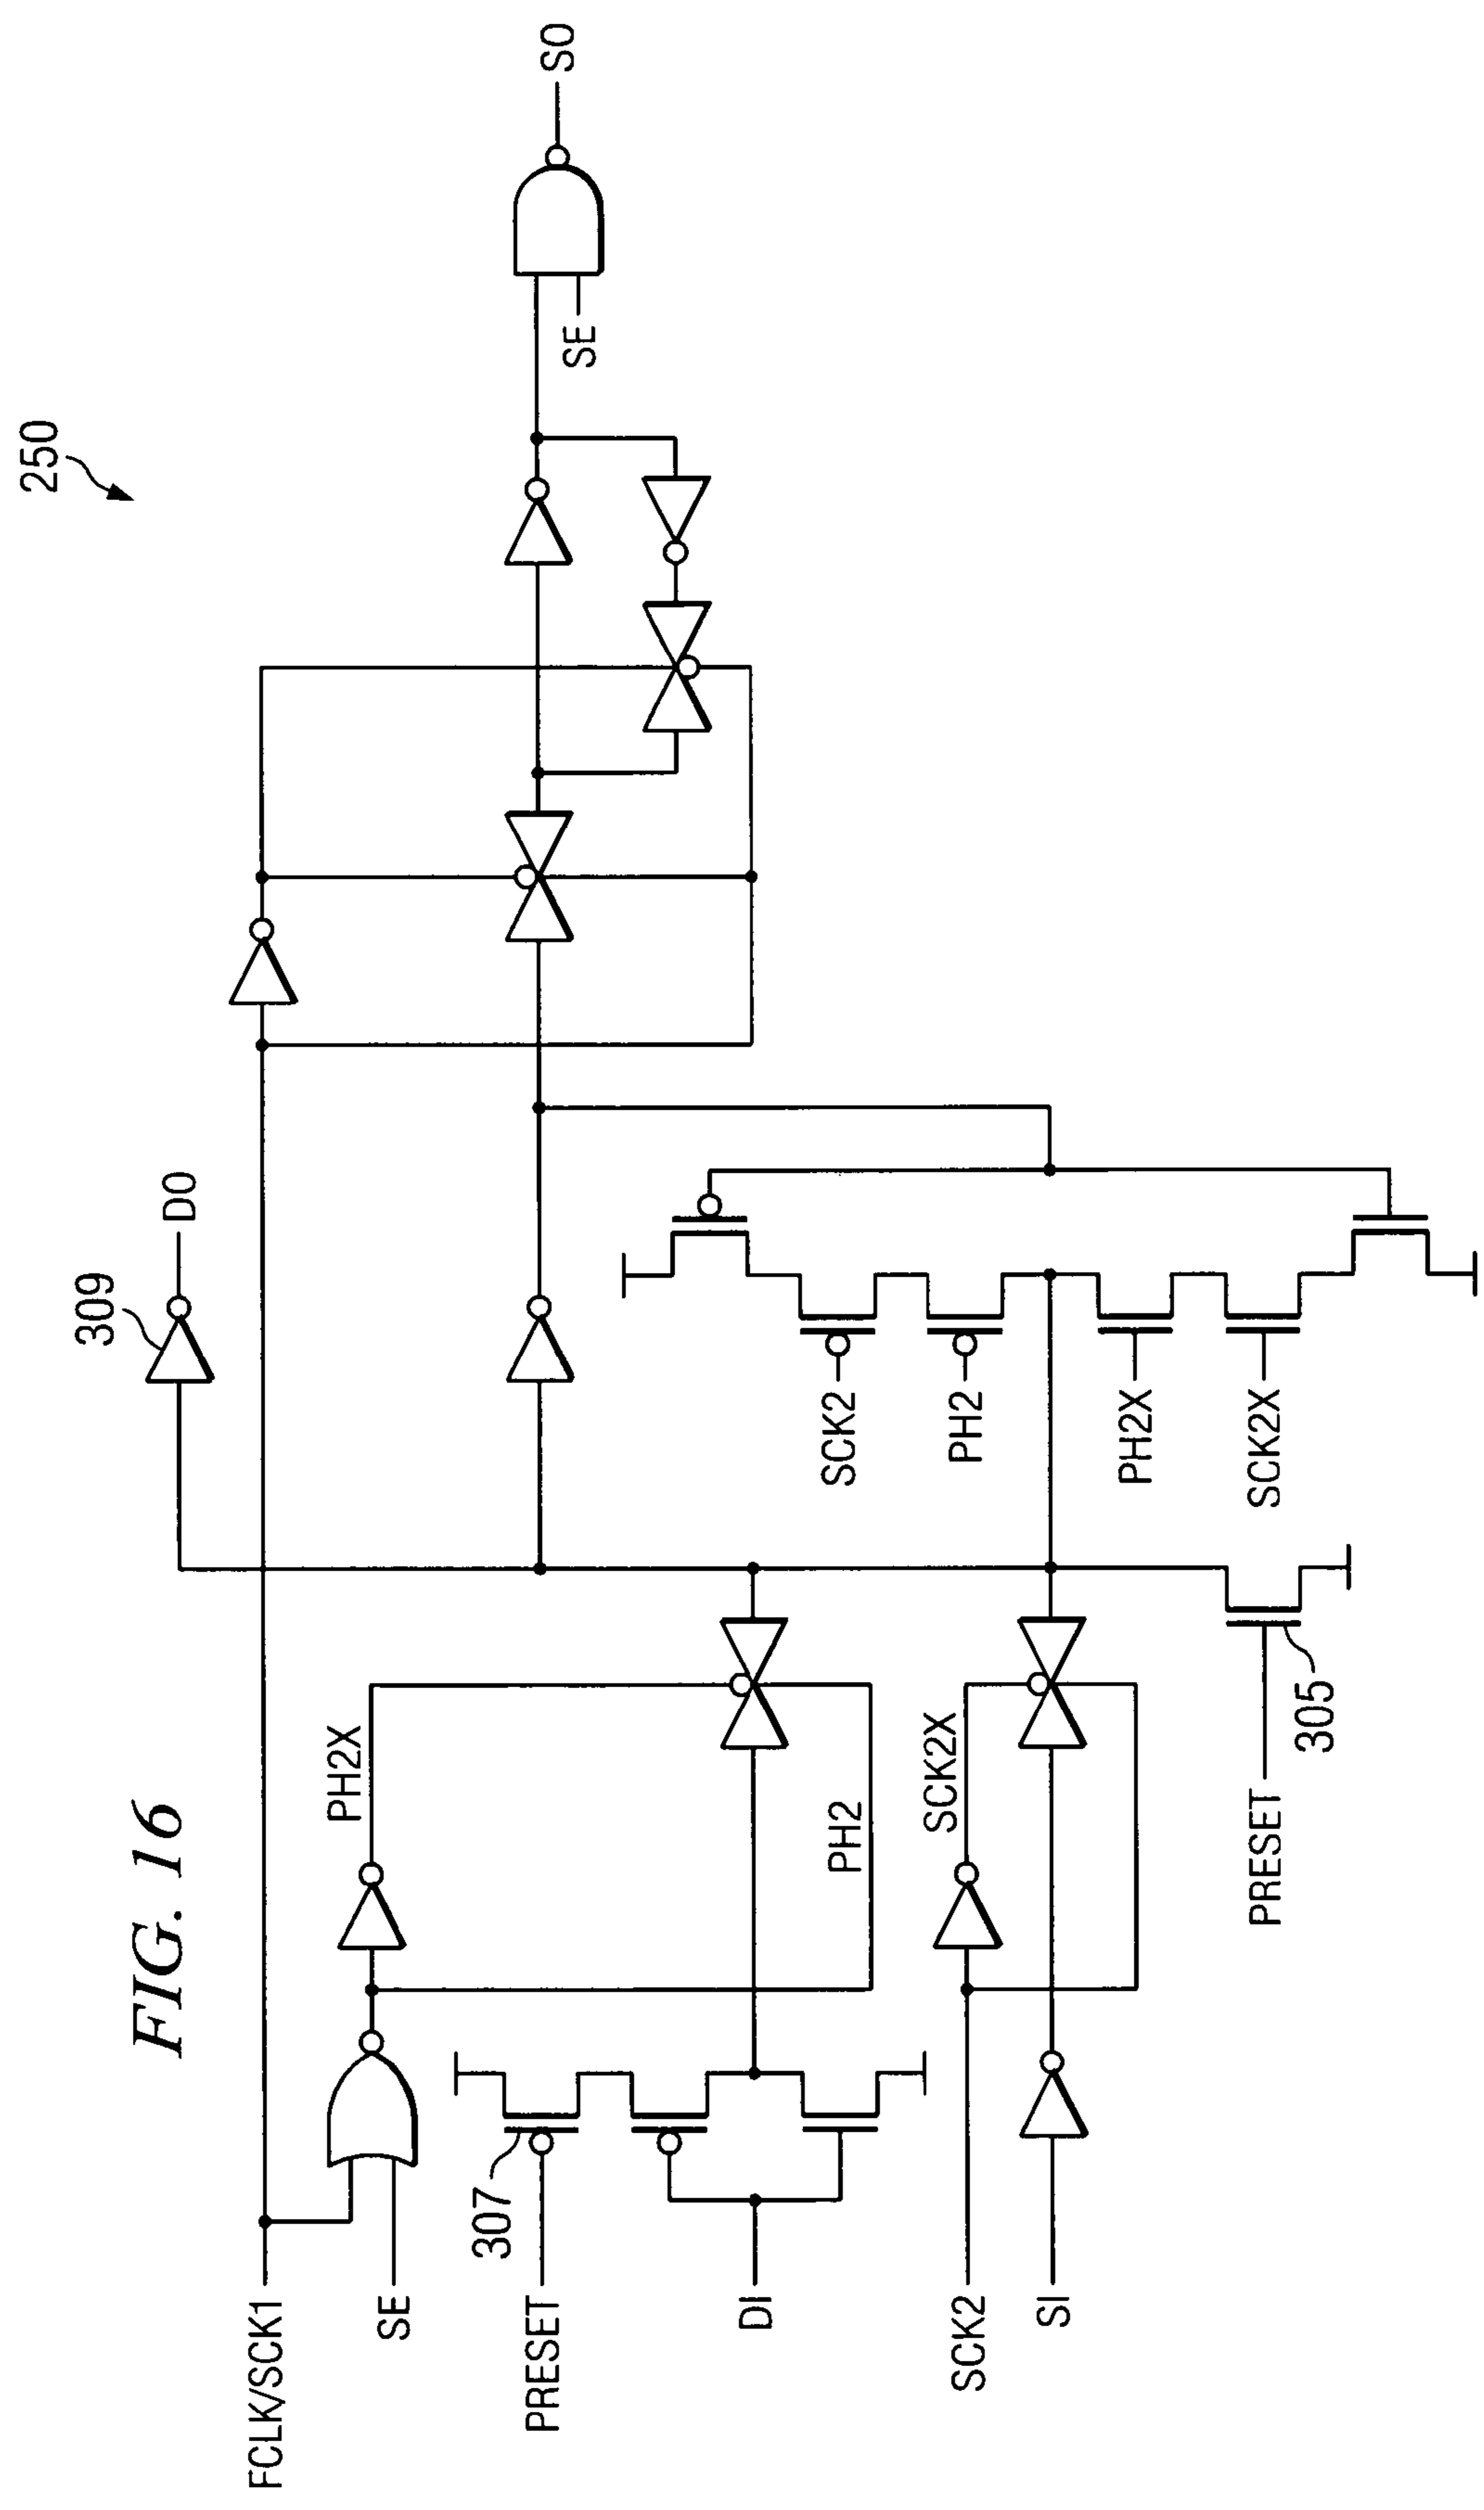 FIG. 16
250
FCLK/SCK1
SE
PH2X
309
DO
SE
SO
PRESET
307
Di
PH2
SCK2
SI
SCK2X
SCK2
PH2
PH2X
SCK2X
PRESET
305